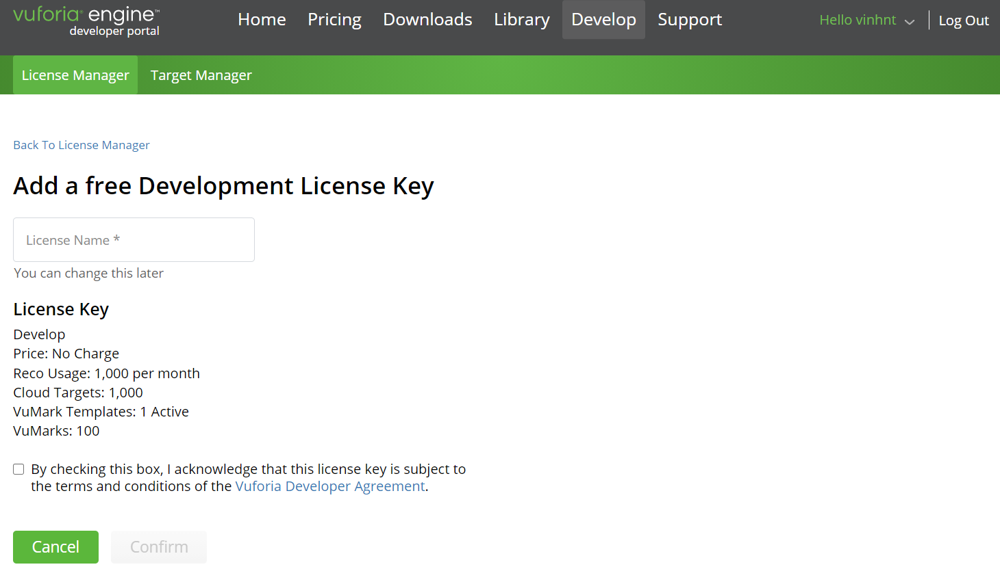 vuforia® engine™
developer portal
Home Pricing Downloads Library Develop Support
Hello vinhnt Log Out
License Manager Target Manager
Back To License Manager
Add a free Development License Key
License Name *
You can change this later
License Key
Develop
Price: No Charge
Reco Usage: 1,000 per month
Cloud Targets: 1,000
VuMark Templates: 1 Active
VuMarks: 100
By checking this box, I acknowledge that this license key is subject to
the terms and conditions of the Vuforia Developer Agreement.
Cancel Confirm